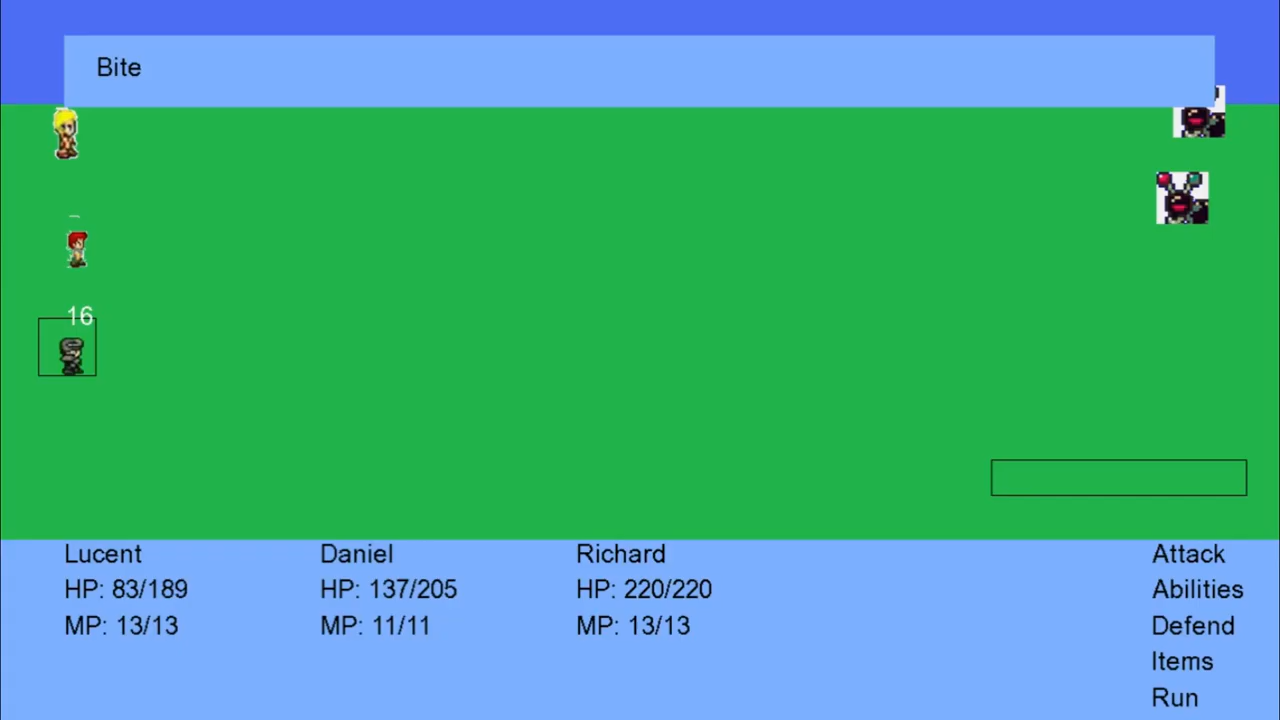 Bite
16
Lucent Daniel Richard Attack
HP: 83/189 HP: 137/205 HP: 220/220 Abilities
MP: 13/13 MP: 11/11 MP: 13/13 Defend
Items
Run